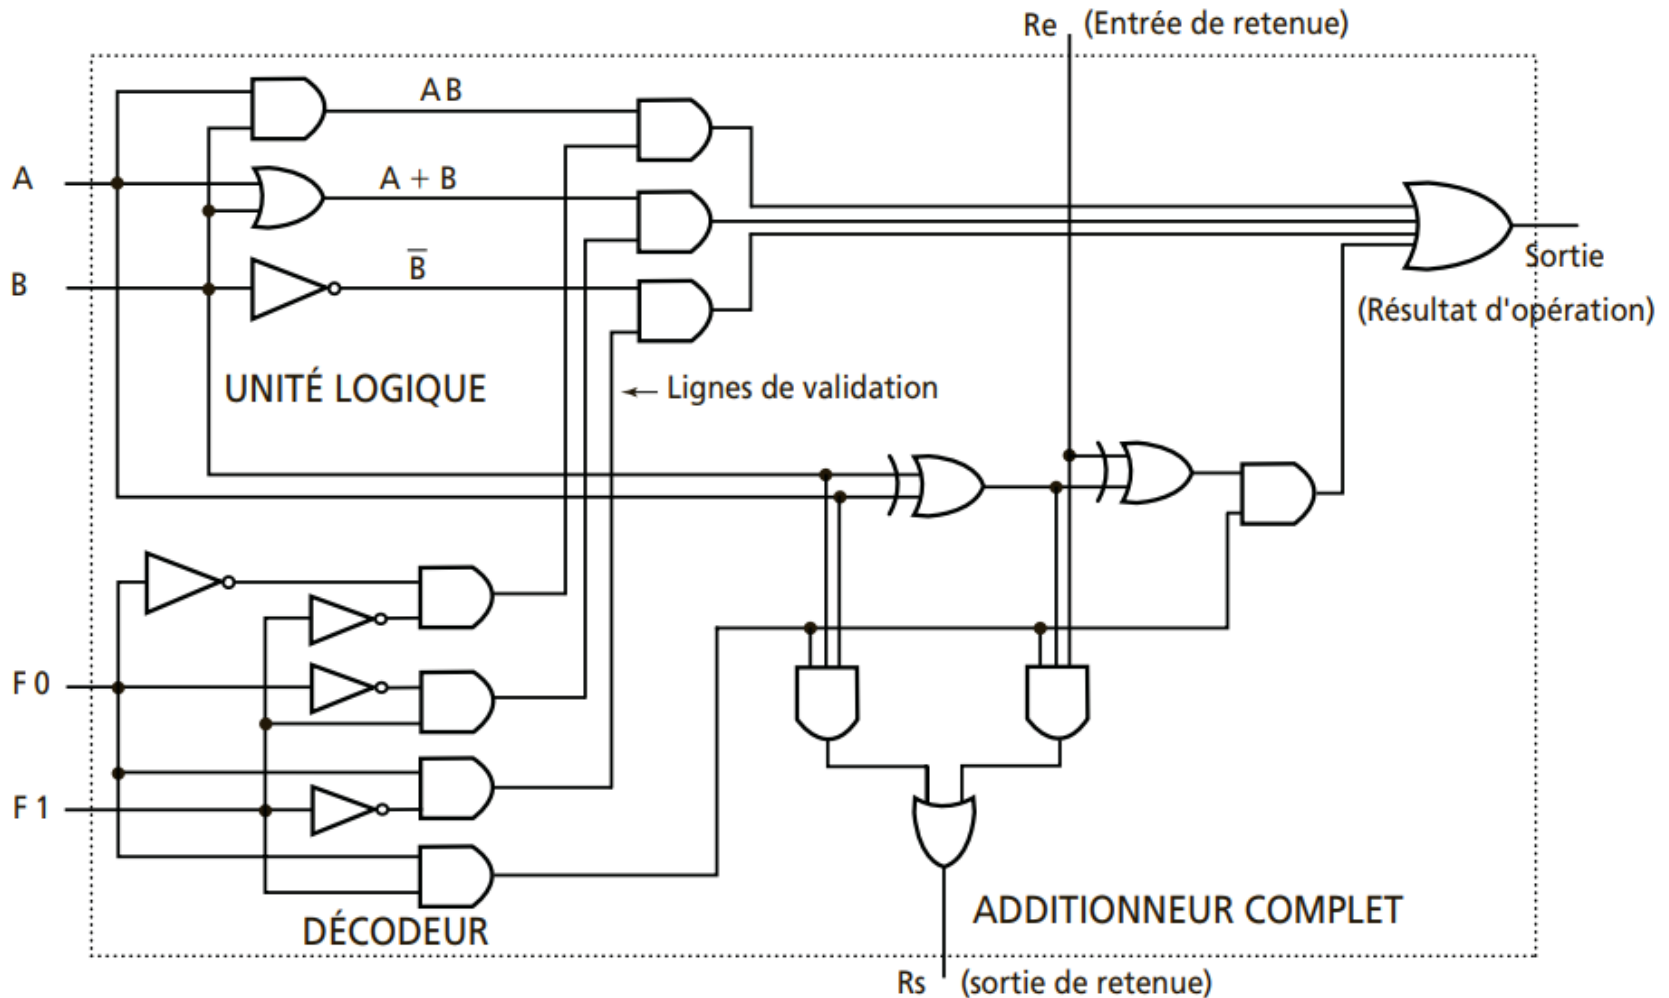 Re (Entrée de retenue)
A B
A
A + B
B
B̅
Sortie
(Résultat d'opération)
UNITÉ LOGIQUE
← Lignes de validation
F 0
F 1
DÉCODEUR
ADDITIONNEUR COMPLET
Rs (sortie de retenue)